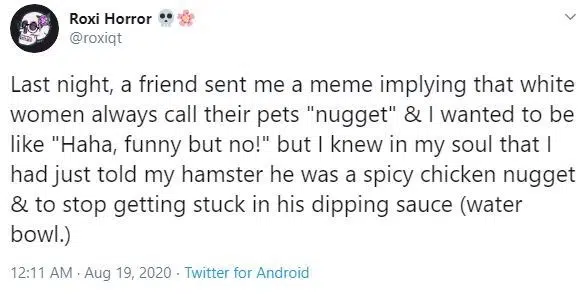 Roxi Horror 💀🌸
@roxiqt
Last night, a friend sent me a meme implying that white
women always call their pets "nugget" & I wanted to be
like "Haha, funny but no!" but I knew in my soul that I
had just told my hamster he was a spicy chicken nugget
& to stop getting stuck in his dipping sauce (water
bowl.)
12:11 AM · Aug 19, 2020 · Twitter for Android